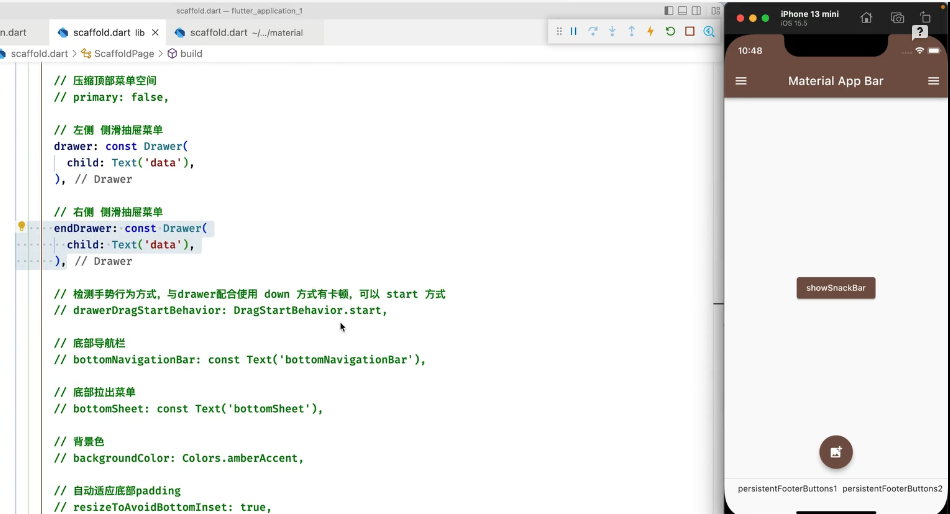 scaffold.dart — flutter_application_1
n.dart
scaffold.dart lib
scaffold.dart ~/.../material
scaffold.dart > ScaffoldPage > build
// 压缩顶部菜单空间
// primary: false,
// 左侧 侧滑抽屉菜单
drawer: const Drawer(
child: Text('data'),
), // Drawer
// 右侧 侧滑抽屉菜单
endDrawer: const Drawer(
child: Text('data'),
), // Drawer
// 检测手势行为方式，与drawer配合使用 down 方式有卡顿，可以 start 方式
// drawerDragStartBehavior: DragStartBehavior.start,
// 底部导航栏
// bottomNavigationBar: const Text('bottomNavigationBar'),
// 底部拉出菜单
// bottomSheet: const Text('bottomSheet'),
// 背景色
// backgroundColor: Colors.amberAccent,
// 自动适应底部padding
// resizeToAvoidBottomInset: true,
iPhone 13 mini
iOS 15.5
?
10:48
Material App Bar
showSnackBar
persistentFooterButtons1 persistentFooterButtons2